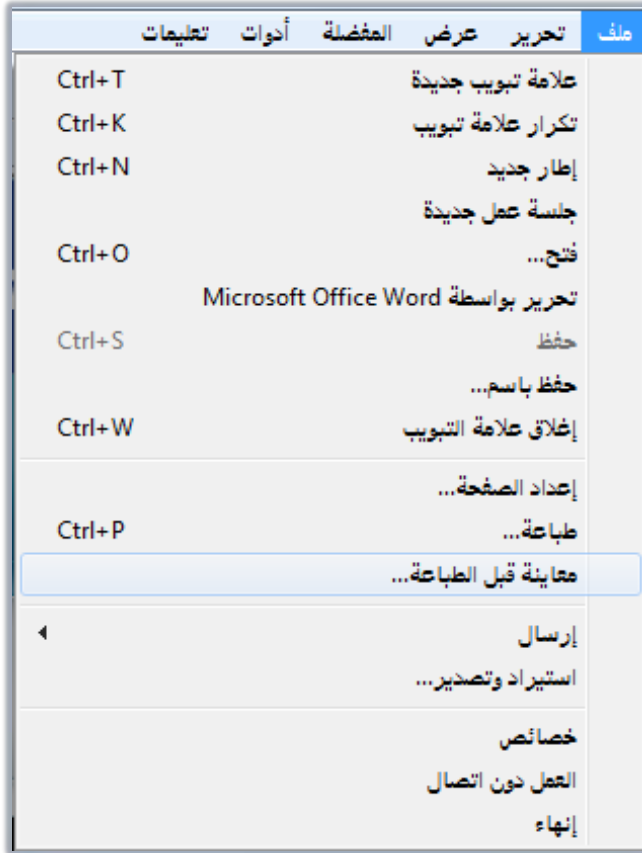 ملف تحرير عرض المفضلة أدوات تعليمات
علامة تبويب جديدة Ctrl+T
تكرار علامة تبويب Ctrl+K
إطار جديد Ctrl+N
جلسة عمل جديدة
فتح... Ctrl+O
تحرير بواسطة Microsoft Office Word
حفظ Ctrl+S
حفظ باسم...
إغلاق علامة التبويب Ctrl+W
إعداد الصفحة...
طباعة... Ctrl+P
معاينة قبل الطباعة...
إرسال
استيراد وتصدير...
خصائص
العمل دون اتصال
إنهاء